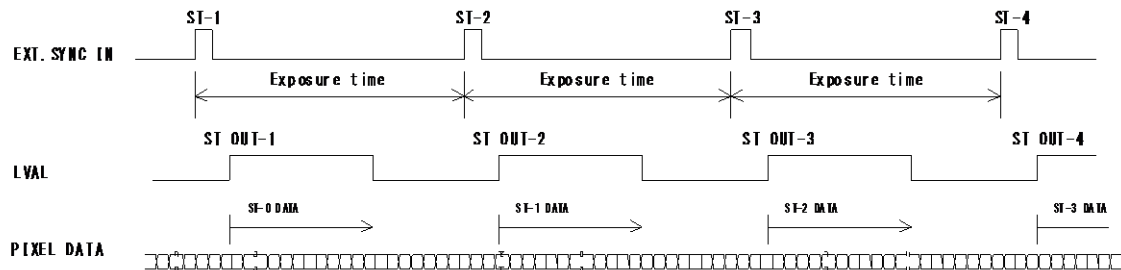 ST-1 ST-2 ST-3 ST-4
EXT. SYNC IN
Exposure time Exposure time Exposure time
ST OUT-1 ST OUT-2 ST OUT-3 ST OUT-4
LVAL
ST-0 DATA ST-1 DATA ST-2 DATA ST-3 DATA
PIXEL DATA